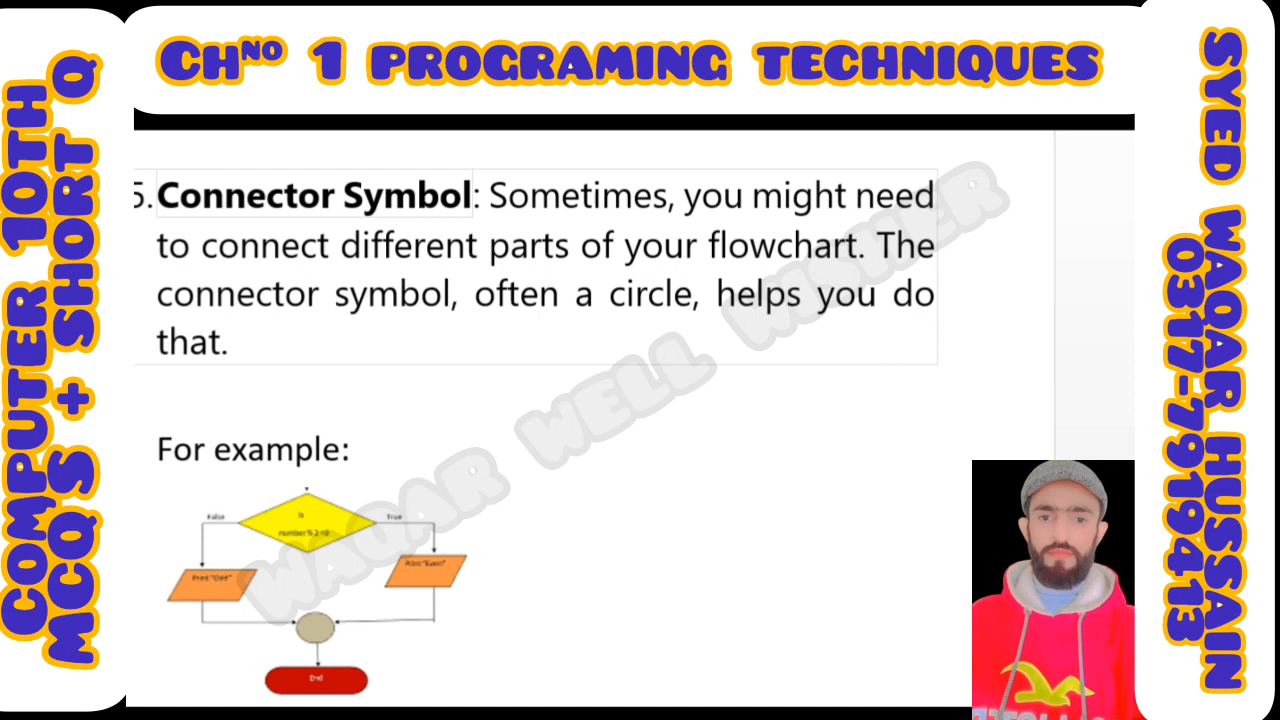 Chᴺᴼ 1 PROGRAMING TECHNIQUES
COMPUTER 10TH
MCQS + SHORT Q
5. Connector Symbol: Sometimes, you might need
to connect different parts of your flowchart. The
connector symbol, often a circle, helps you do
that.
For example:
False
Is
True
number % 2 =0
Print "Odd"
Print "Even"
End
WAQAR WELL WISHER
SYED WAQAR HUSSAIN
0317-7919413